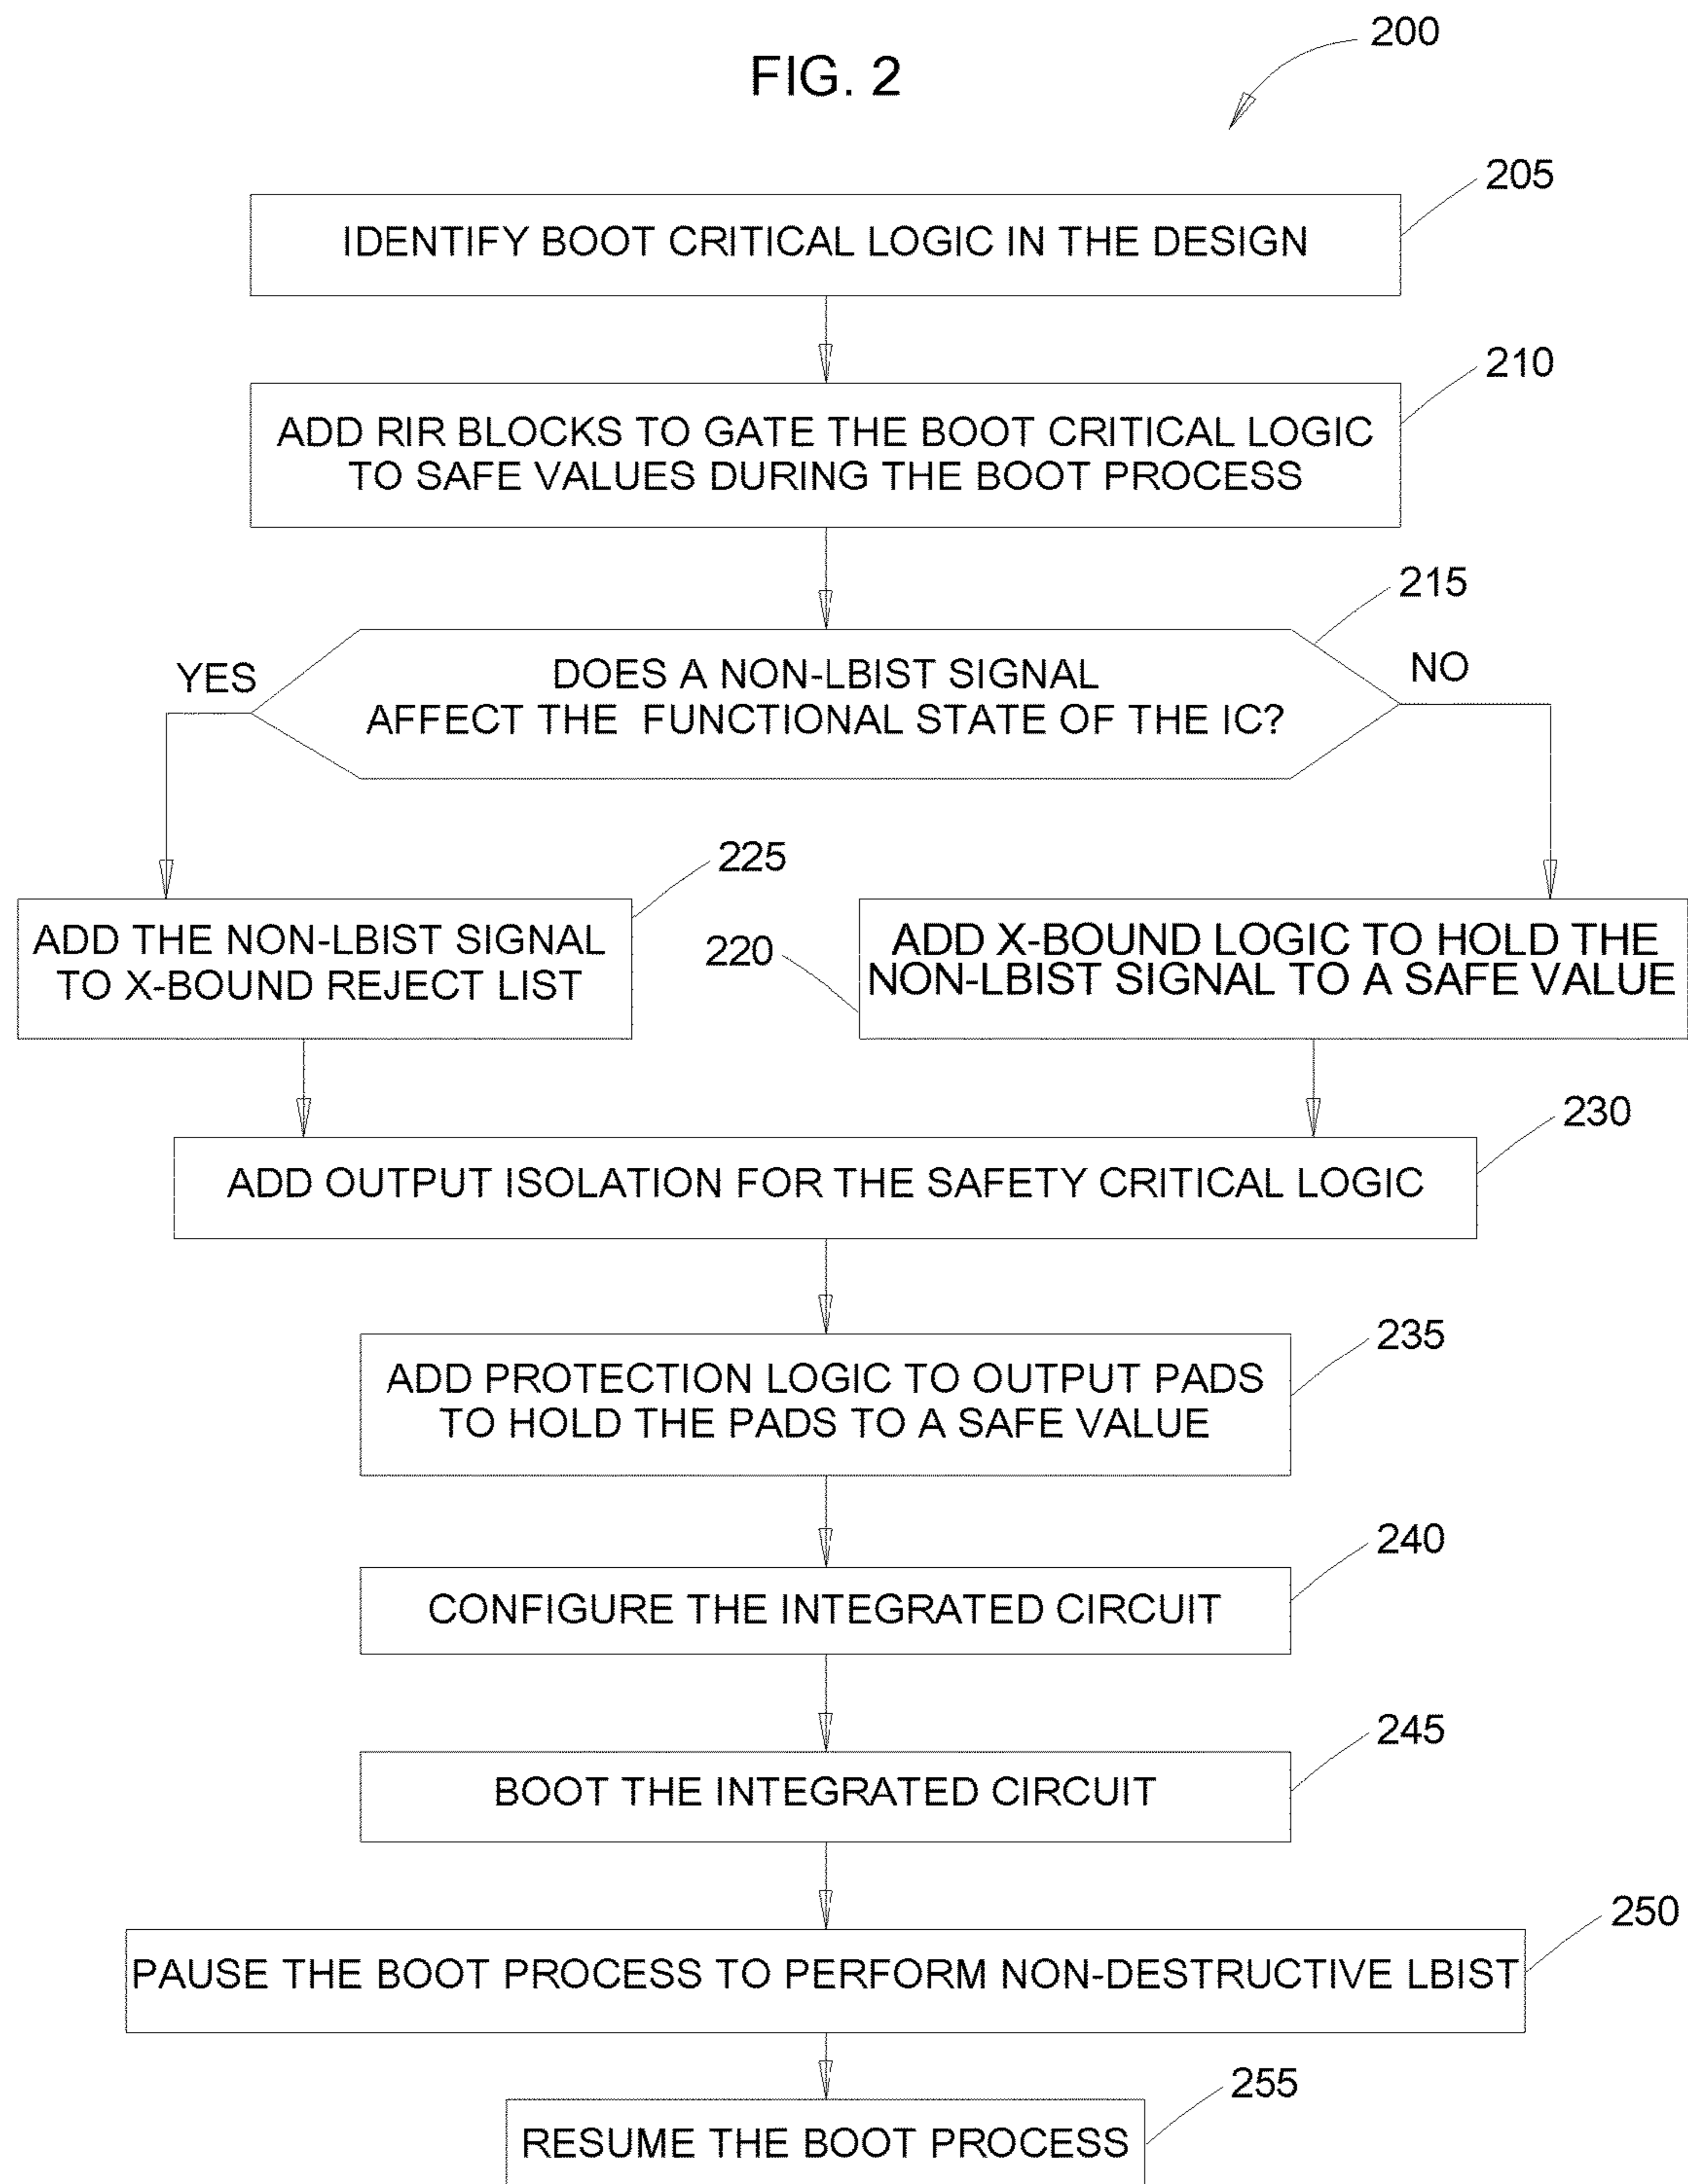 FIG. 2
200
205
IDENTIFY BOOT CRITICAL LOGIC IN THE DESIGN
210
ADD RIR BLOCKS TO GATE THE BOOT CRITICAL LOGIC
TO SAFE VALUES DURING THE BOOT PROCESS
215
YES
NO
DOES A NON-LBIST SIGNAL
AFFECT THE FUNCTIONAL STATE OF THE IC?
225
ADD THE NON-LBIST SIGNAL
TO X-BOUND REJECT LIST
220
ADD X-BOUND LOGIC TO HOLD THE
NON-LBIST SIGNAL TO A SAFE VALUE
230
ADD OUTPUT ISOLATION FOR THE SAFETY CRITICAL LOGIC
235
ADD PROTECTION LOGIC TO OUTPUT PADS
TO HOLD THE PADS TO A SAFE VALUE
240
CONFIGURE THE INTEGRATED CIRCUIT
245
BOOT THE INTEGRATED CIRCUIT
250
PAUSE THE BOOT PROCESS TO PERFORM NON-DESTRUCTIVE LBIST
255
RESUME THE BOOT PROCESS